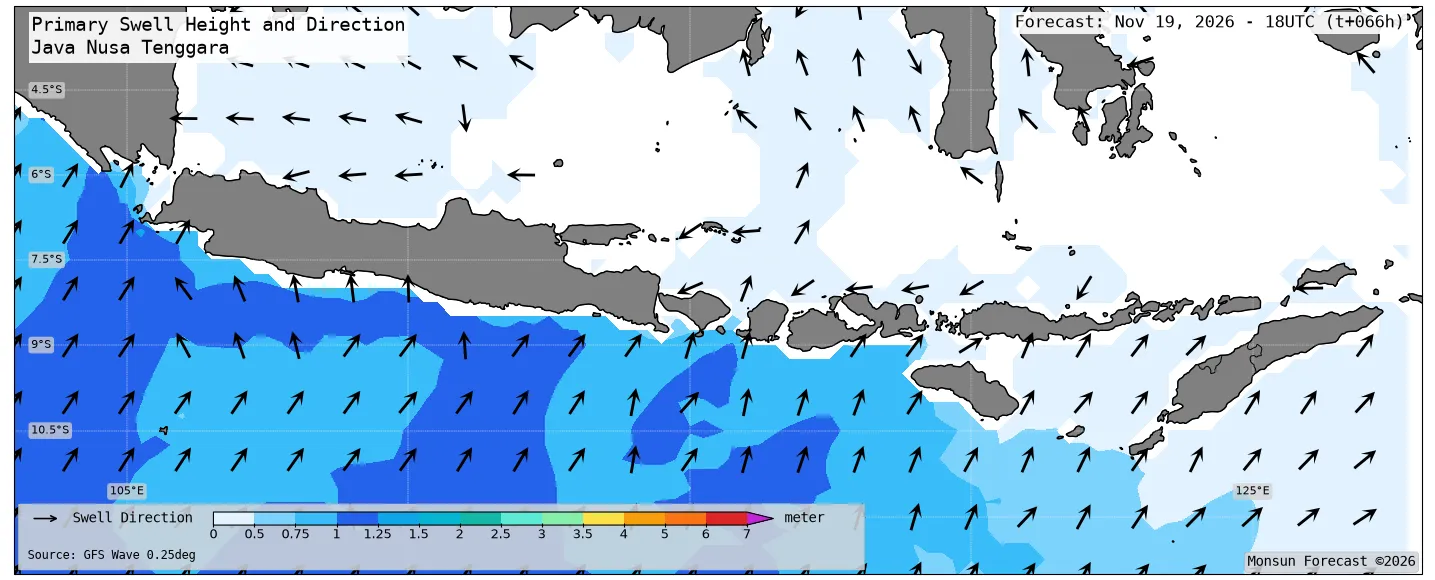 Primary Swell Height and Direction
Java Nusa Tenggara
Forecast: Nov 19, 2026 - 18UTC (t+066h)
4.5°S
6°S
7.5°S
9°S
10.5°S
105°E
125°E
Swell Direction
meter
0 0.5 0.75 1 1.25 1.5 2 2.5 3 3.5 4 5 6 7
Source: GFS Wave 0.25deg
Monsun Forecast ©2026